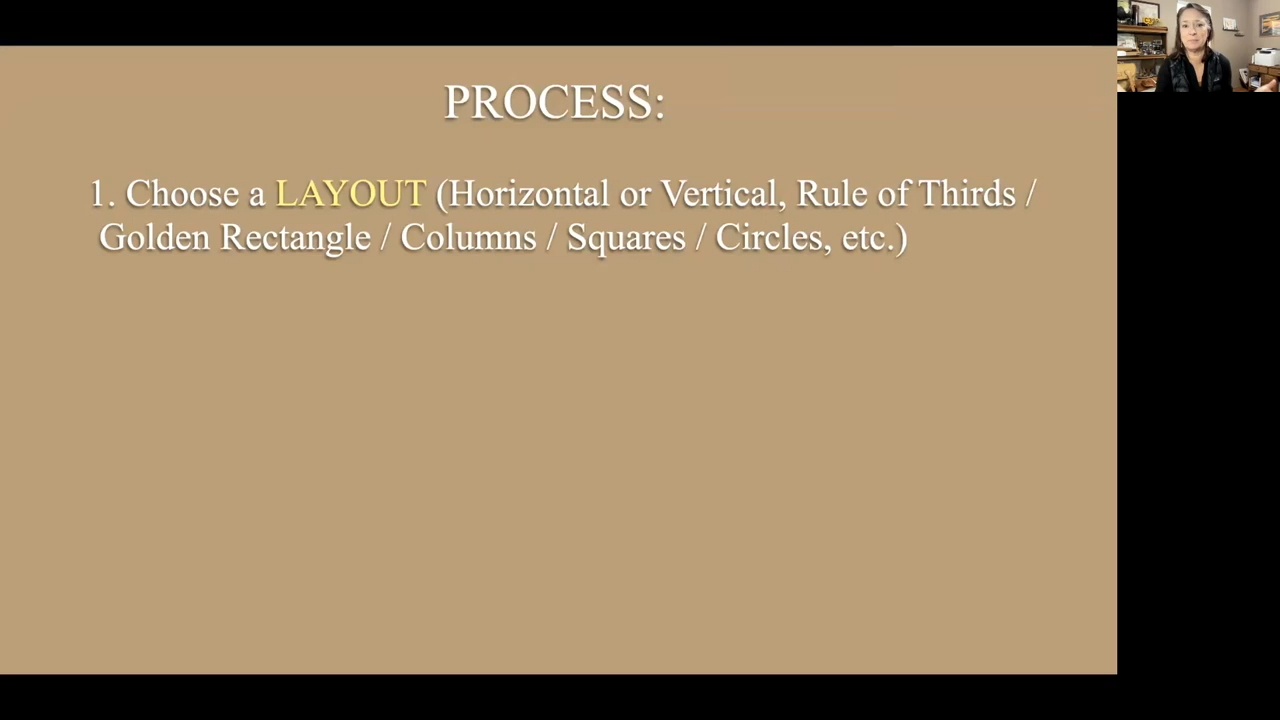 PROCESS:
1. Choose a LAYOUT (Horizontal or Vertical, Rule of Thirds /
Golden Rectangle / Columns / Squares / Circles, etc.)